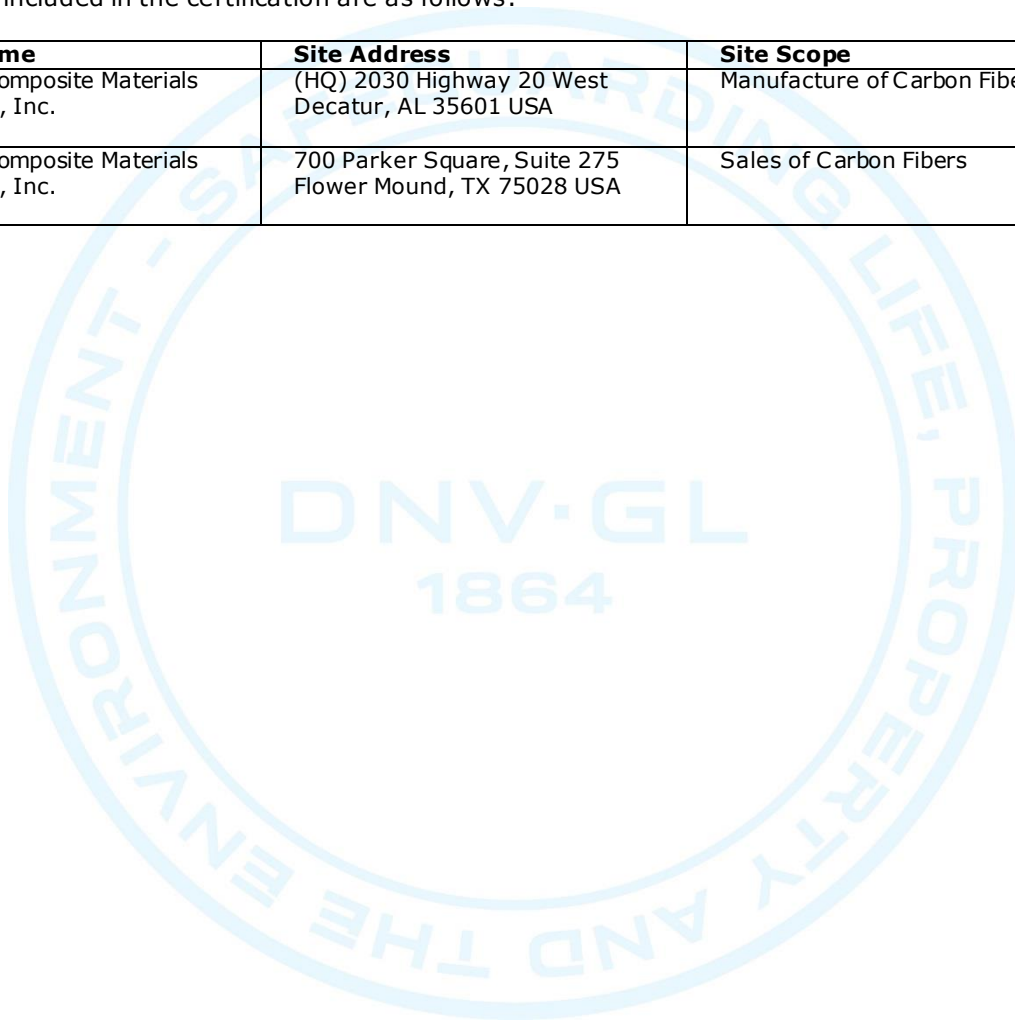 included in the certification are as follows:
me Site Address Site Scope
omposite Materials (HQ) 2030 Highway 20 West Manufacture of Carbon Fibe
, Inc. Decatur, AL 35601 USA
omposite Materials 700 Parker Square, Suite 275 Sales of Carbon Fibers
, Inc. Flower Mound, TX 75028 USA
SAFEGUARDING LIFE, PROPERTY AND THE ENVIRONMENT -
DNV·GL
1864